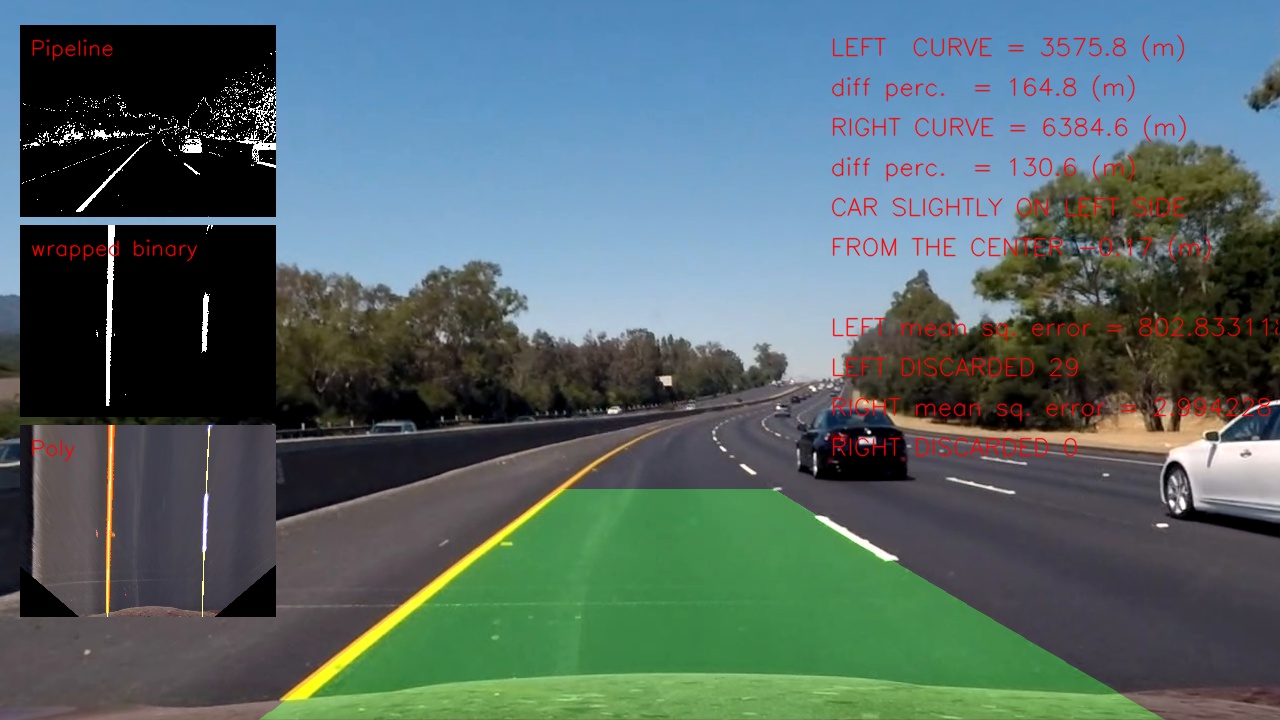 Pipeline
wrapped binary
Poly
LEFT CURVE = 3575.8 (m)
diff perc. = 164.8 (m)
RIGHT CURVE = 6384.6 (m)
diff perc. = 130.6 (m)
CAR SLIGHTLY ON LEFT SIDE
FROM THE CENTER -0.17 (m)
LEFT mean sq. error = 802.83311
LEFT DISCARDED 29
RIGHT mean sq. error = 2.994228
RIGHT DISCARDED 0